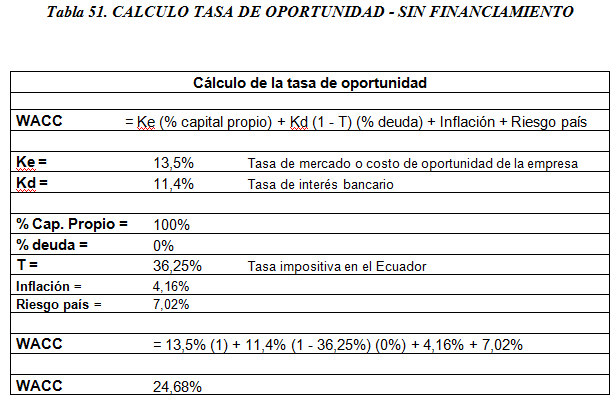 Tabla 51. CALCULO TASA DE OPORTUNIDAD - SIN FINANCIAMIENTO
Cálculo de la tasa de oportunidad
WACC = Ke (% capital propio) + Kd (1 - T) (% deuda) + Inflación + Riesgo país
Ke = 13,5% Tasa de mercado o costo de oportunidad de la empresa
Kd = 11,4% Tasa de interés bancario
% Cap. Propio = 100%
% deuda = 0%
T = 36,25% Tasa impositiva en el Ecuador
Inflación = 4,16%
Riesgo país = 7,02%
WACC = 13,5% (1) + 11,4% (1 - 36,25%) (0%) + 4,16% + 7,02%
WACC 24,68%